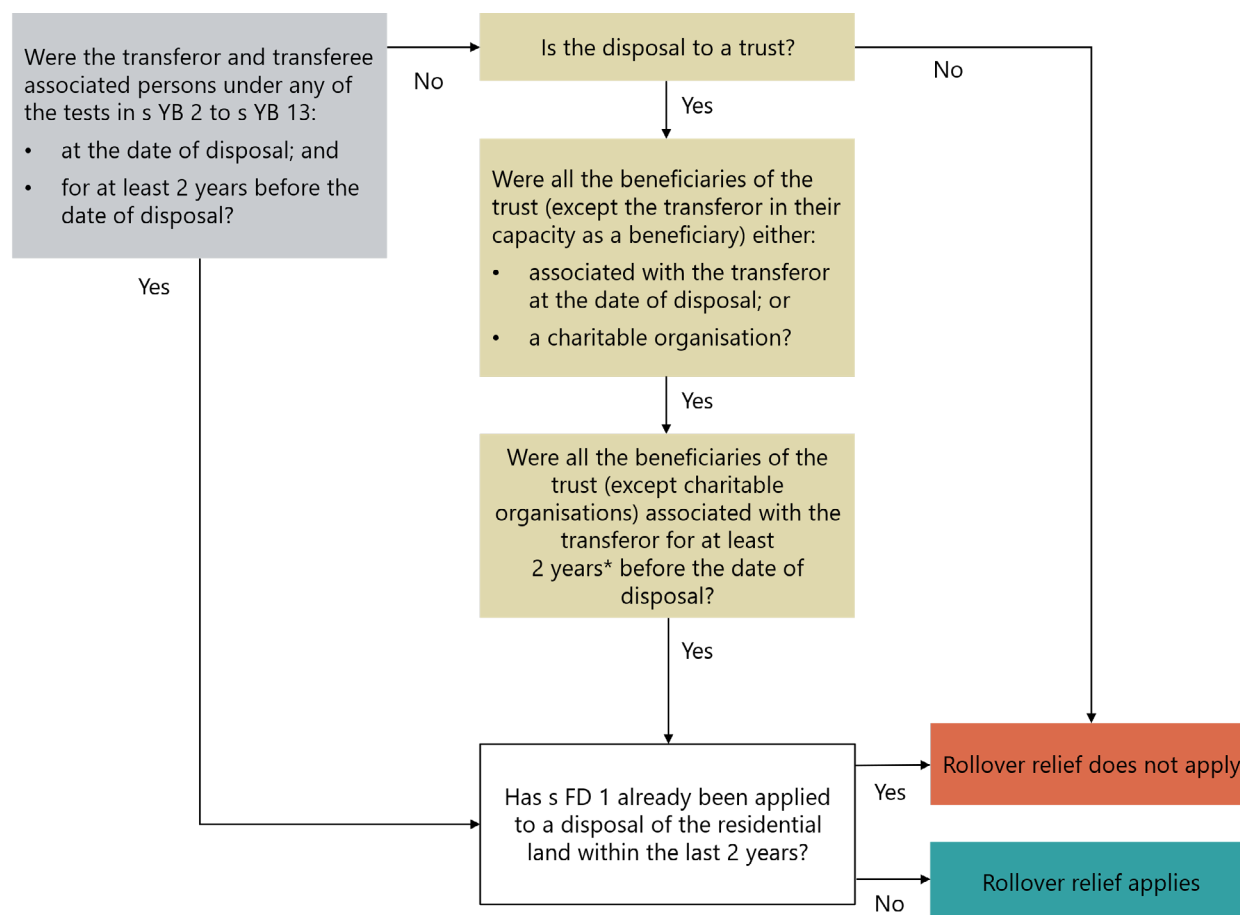 Were the transferor and transferee
associated persons under any of
the tests in s YB 2 to s YB 13:
• at the date of disposal; and
• for at least 2 years before the
date of disposal?
No
Yes
Is the disposal to a trust?
No
Yes
Were all the beneficiaries of the
trust (except the transferor in their
capacity as a beneficiary) either:
• associated with the transferor
at the date of disposal; or
• a charitable organisation?
Yes
Were all the beneficiaries of the
trust (except charitable
organisations) associated with the
transferor for at least
2 years* before the date of
disposal?
Yes
Has s FD 1 already been applied
to a disposal of the residential
land within the last 2 years?
Yes
No
Rollover relief does not apply
Rollover relief applies